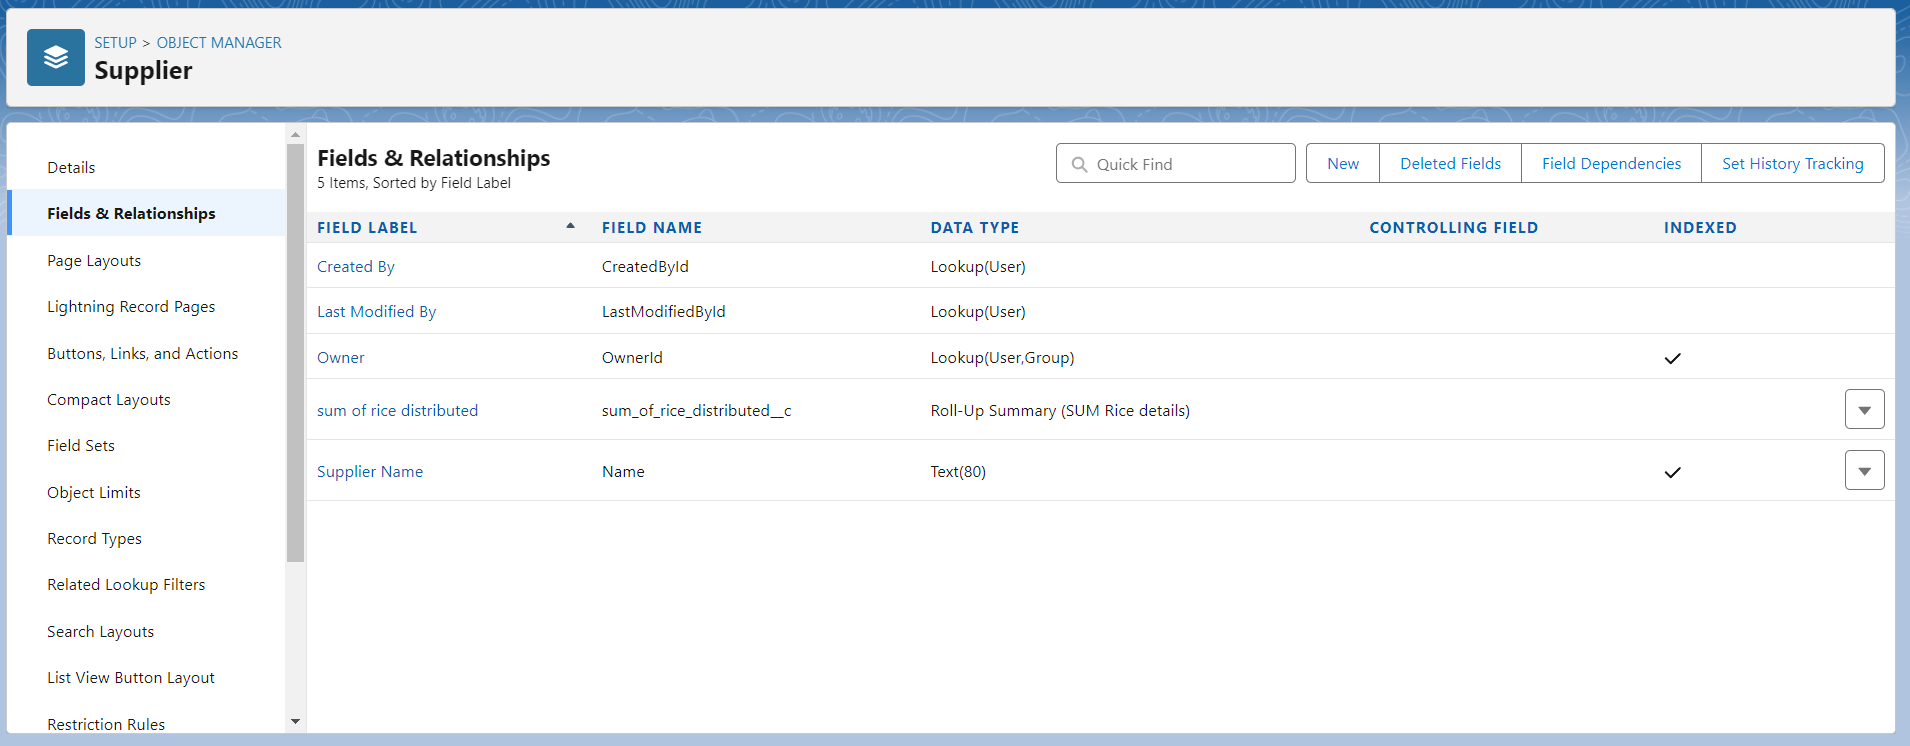 SETUP > OBJECT MANAGER
Supplier
Details
Fields & Relationships
Page Layouts
Lightning Record Pages
Buttons, Links, and Actions
Compact Layouts
Field Sets
Object Limits
Record Types
Related Lookup Filters
Search Layouts
List View Button Layout
Restriction Rules
Fields & Relationships
5 Items, Sorted by Field Label
Quick Find
New
Deleted Fields
Field Dependencies
Set History Tracking
FIELD LABEL FIELD NAME DATA TYPE CONTROLLING FIELD INDEXED
Created By CreatedById Lookup(User)
Last Modified By LastModifiedById Lookup(User)
Owner OwnerId Lookup(User,Group)
sum of rice distributed sum_of_rice_distributed__c Roll-Up Summary (SUM Rice details)
Supplier Name Name Text(80)